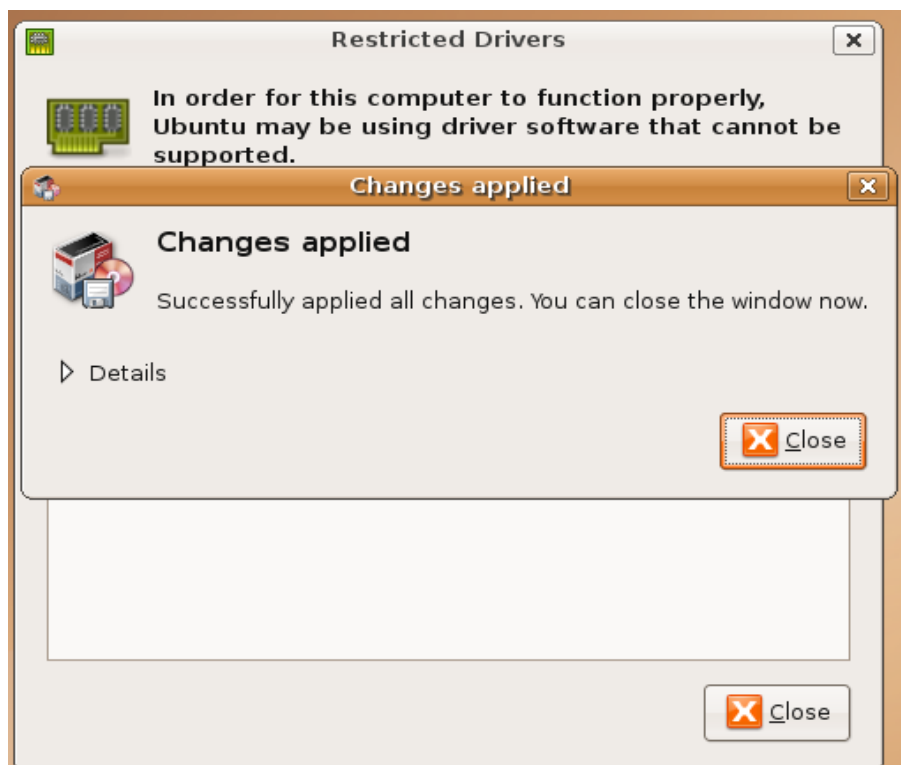 Restricted Drivers
In order for this computer to function properly,
Ubuntu may be using driver software that cannot be
supported.
Changes applied
Changes applied
Successfully applied all changes. You can close the window now.
Details
Close
Close